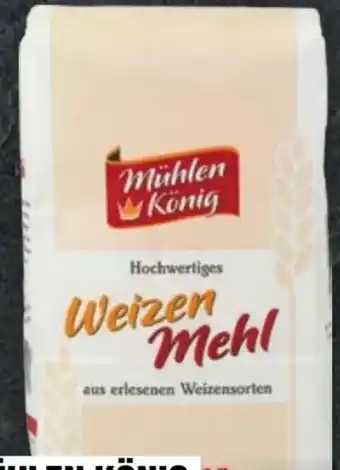 Mühlen
König
Hochwertiges
Weizen
Mehl
aus erlesenen Weizensorten